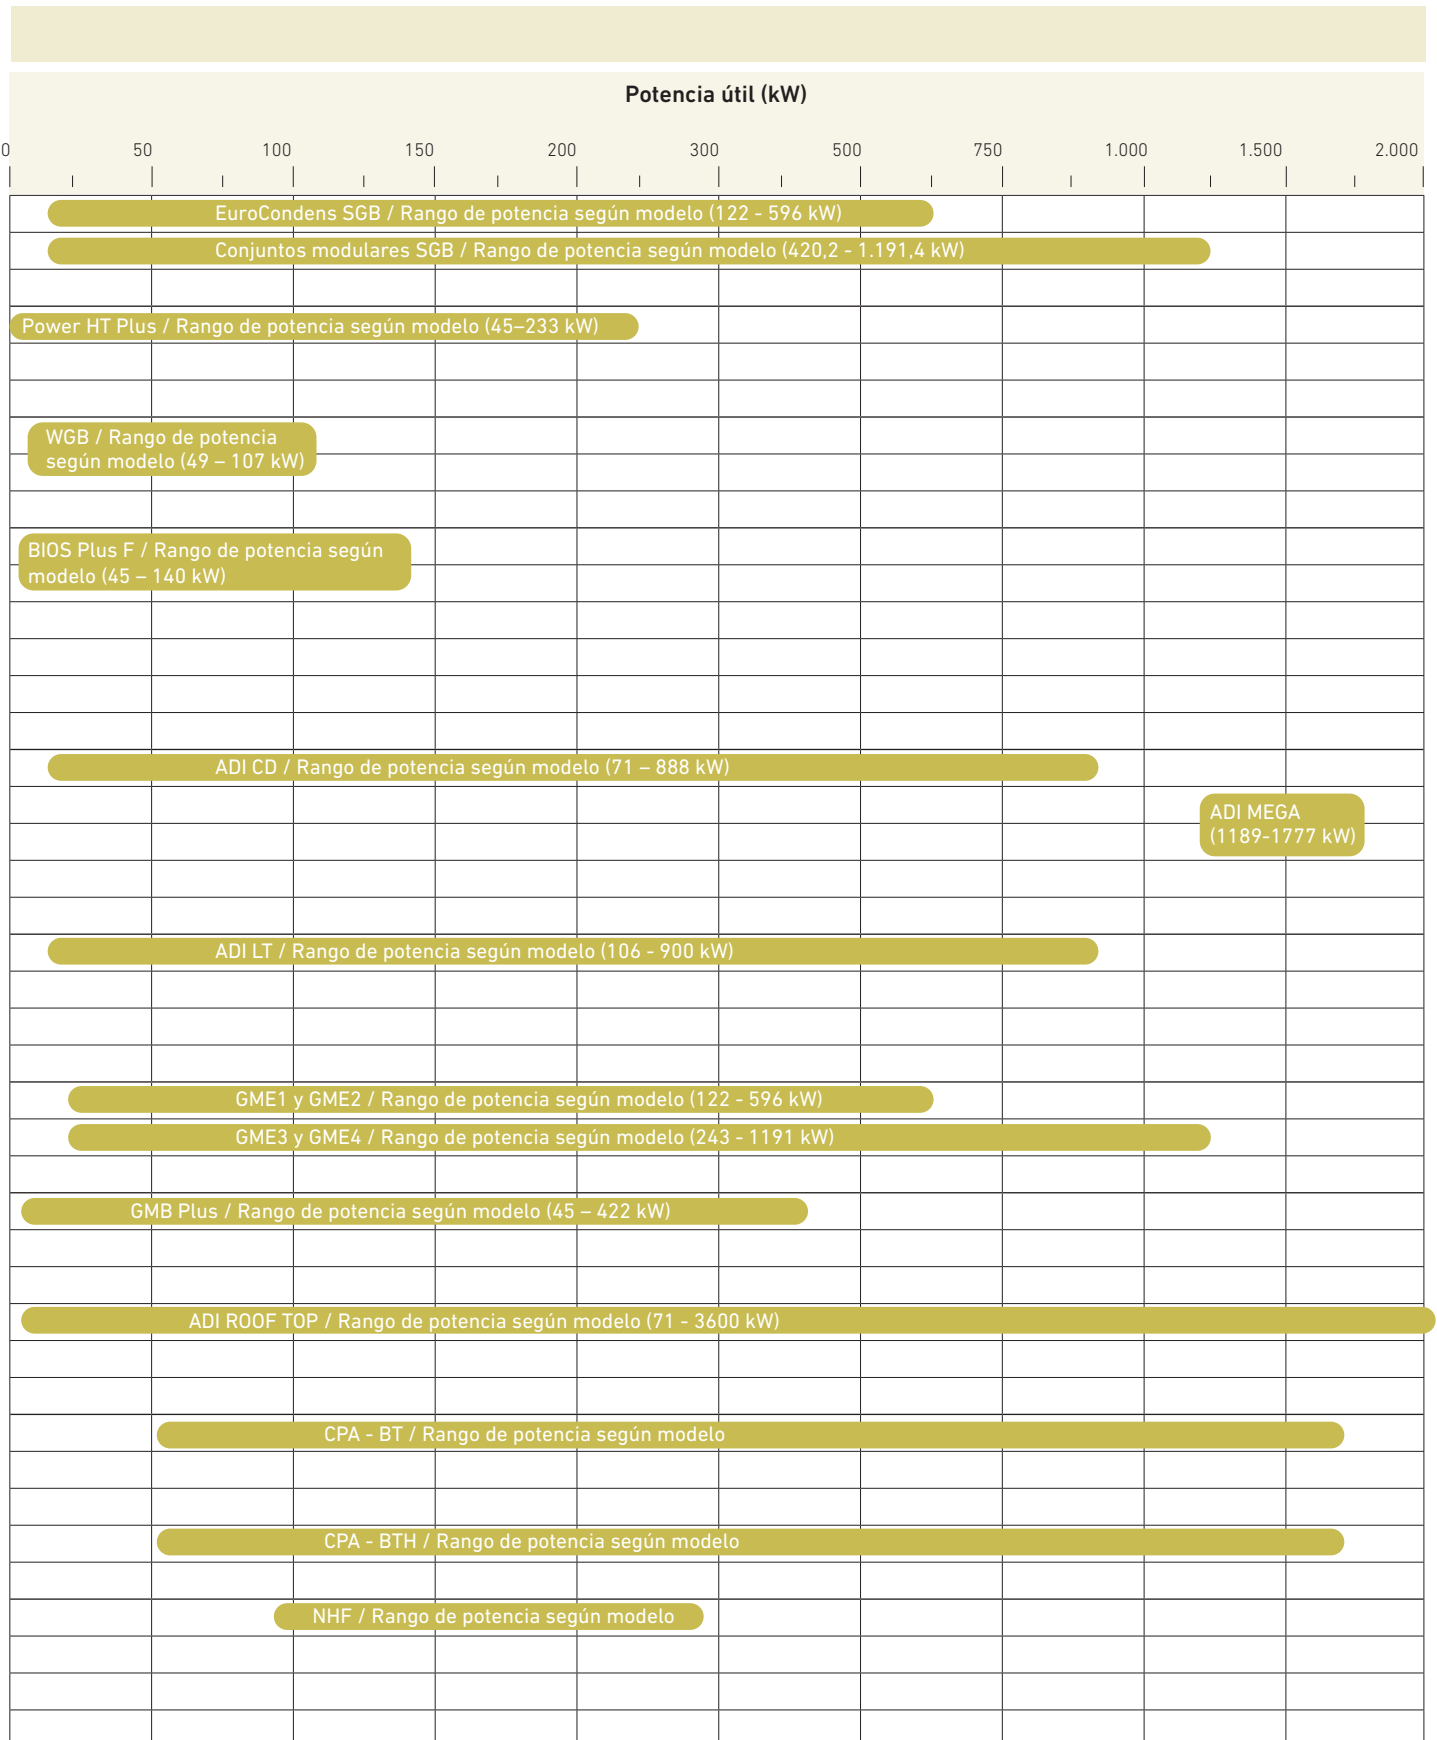 Potencia útil (kW)
0 50 100 150 200 300 500 750 1.000 1.500 2.000
EuroCondens SGB / Rango de potencia según modelo (122 - 596 kW)
Conjuntos modulares SGB / Rango de potencia según modelo (420,2 - 1.191,4 kW)
Power HT Plus / Rango de potencia según modelo (45–233 kW)
WGB / Rango de potencia
según modelo (49 – 107 kW)
BIOS Plus F / Rango de potencia según
modelo (45 – 140 kW)
ADI CD / Rango de potencia según modelo (71 – 888 kW)
ADI MEGA
(1189-1777 kW)
ADI LT / Rango de potencia según modelo (106 - 900 kW)
GME1 y GME2 / Rango de potencia según modelo (122 - 596 kW)
GME3 y GME4 / Rango de potencia según modelo (243 - 1191 kW)
GMB Plus / Rango de potencia según modelo (45 – 422 kW)
ADI ROOF TOP / Rango de potencia según modelo (71 - 3600 kW)
CPA - BT / Rango de potencia según modelo
CPA - BTH / Rango de potencia según modelo
NHF / Rango de potencia según modelo